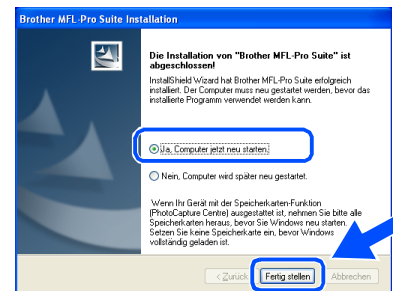 Brother MFL-Pro Suite Installation
Die Installation von "Brother MFL-Pro Suite" ist
abgeschlossen!
InstallShield Wizard hat Brother MFL-Pro Suite erfolgreich
installiert. Der Computer muss neu gestartet werden, bevor das
installierte Programm verwendet werden kann.
Ja, Computer jetzt neu starten.
Nein, Computer wird später neu gestartet.
Wenn Ihr Gerät mit der Speicherkarten-Funktion
(PhotoCapture Centre) ausgestattet ist, nehmen Sie bitte alle
Speicherkarten heraus, bevor Sie Windows neu starten.
Setzen Sie keine Speicherkarte ein, bevor Windows
vollständig geladen ist.
< Zurück Fertig stellen Abbrechen